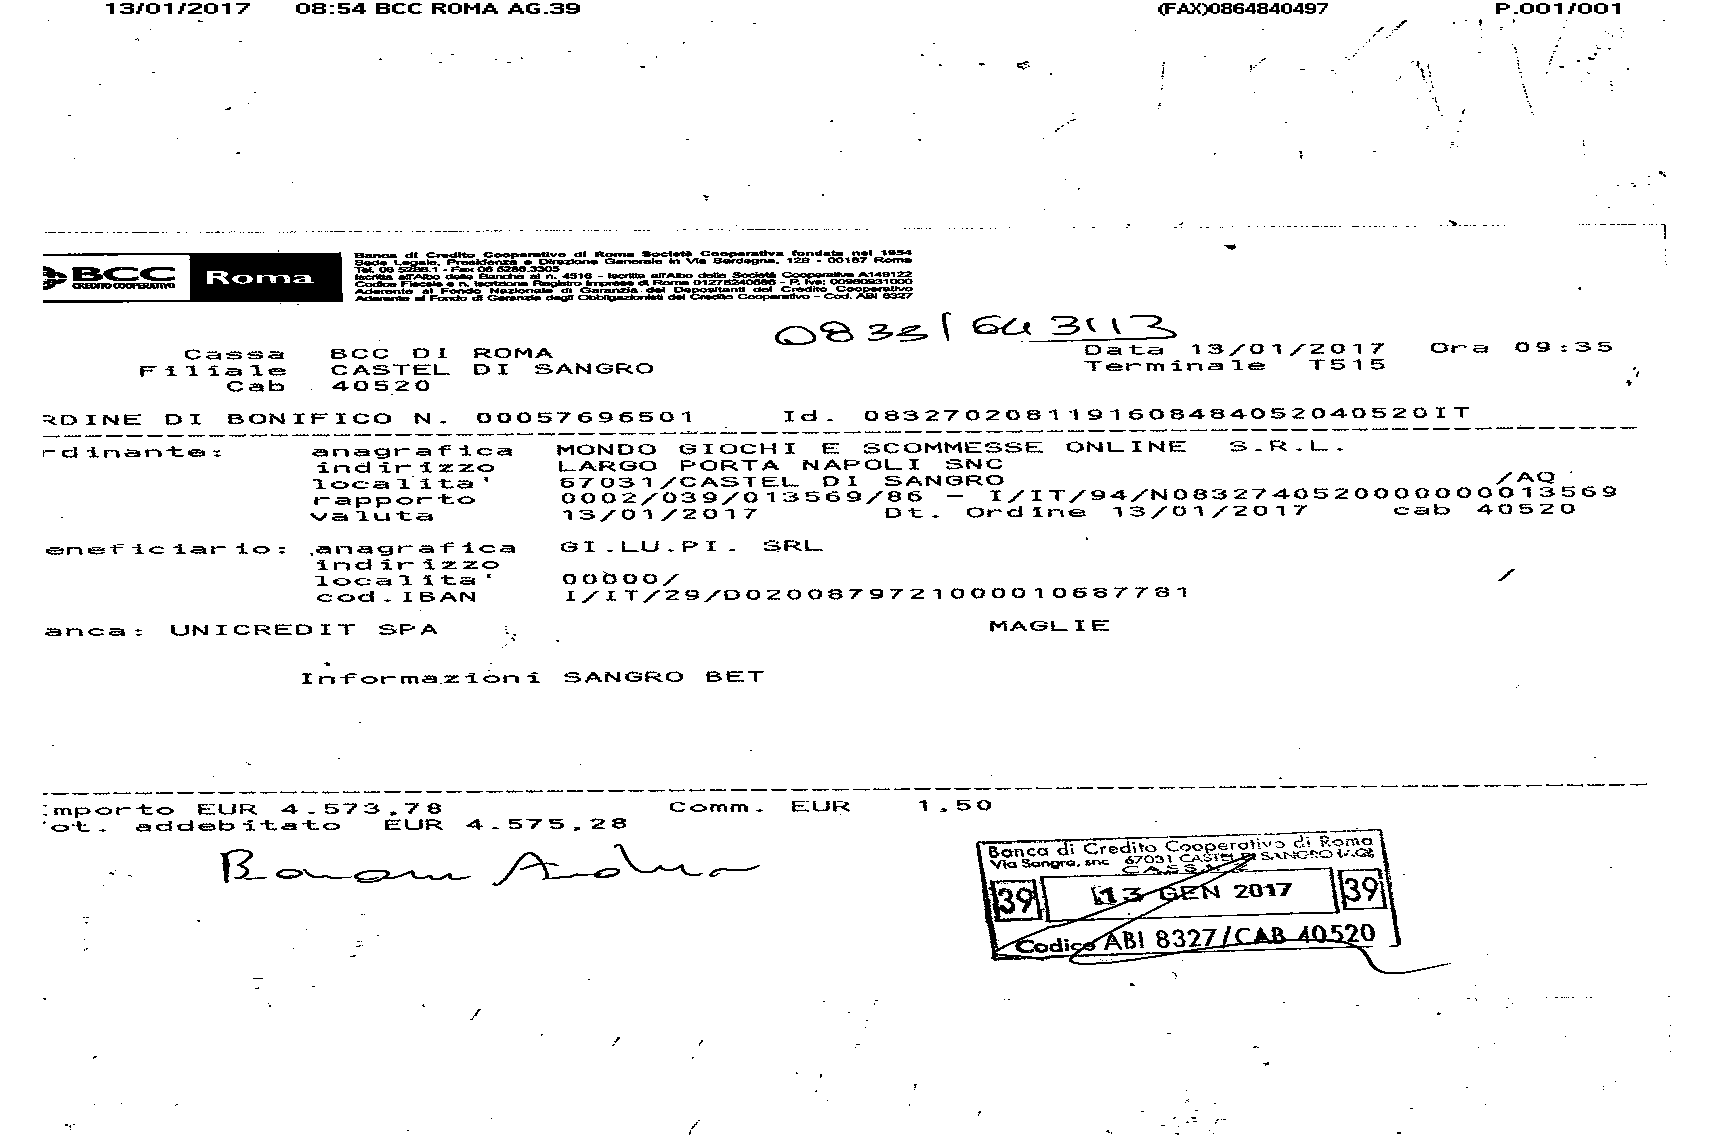 13/01/2017 08:54 BCC ROMA AG.39 (FAX)0864840497 P.001/001
BCC Roma
CREDITO COOPERATIVO
Banca di Credito Cooperativo di Roma Società Cooperativa fondata nel 1954
Sede Legale, Presidenza e Direzione Generale in Via Sardegna, 129 - 00187 Roma
Tel. 06 5286.1 - Fax 06 5286.3305
Iscritta all'Albo delle Banche al n. 4516 - Iscritta all'Albo delle Società Cooperative A149122
Codice Fiscale e n. Iscrizione Registro Imprese di Roma 01275240586 - P. Iva: 00980931000
Aderente al Fondo Nazionale di Garanzia dei Depositanti del Credito Cooperativo
Aderente al Fondo di Garanzia degli Obbligazionisti del Credito Cooperativo - Cod. ABI 8327
0833/643113
Cassa BCC DI ROMA Data 13/01/2017 Ora 09:35
Filiale CASTEL DI SANGRO Terminale T515
Cab 40520
RDINE DI BONIFICO N. 00057696501 Id. 0832702081191608484052040520IT
rdinante: anagrafica MONDO GIOCHI E SCOMMESSE ONLINE S.R.L.
indirizzo LARGO PORTA NAPOLI SNC
localita' 67031/CASTEL DI SANGRO /AQ
rapporto 0002/039/013569/86 - I/IT/94/N0832740520000000013569
valuta 13/01/2017 Dt. Ordine 13/01/2017 cab 40520
eneficiario: anagrafica GI.LU.PI. SRL
indirizzo
localita' 00000/ /
cod.IBAN I/IT/29/D0200879721000010687781
anca: UNICREDIT SPA MAGLIE
Informazioni SANGRO BET
Importo EUR 4.573,78 Comm. EUR 1,50
ot. addebitato EUR 4.575,28
Banca di Credito Cooperativo di Roma
Via Sangro, snc 67031 CASTEL DI SANGRO (AQ)
CASSA
39 13 GEN 2017 39
Codice ABI 8327/CAB 40520